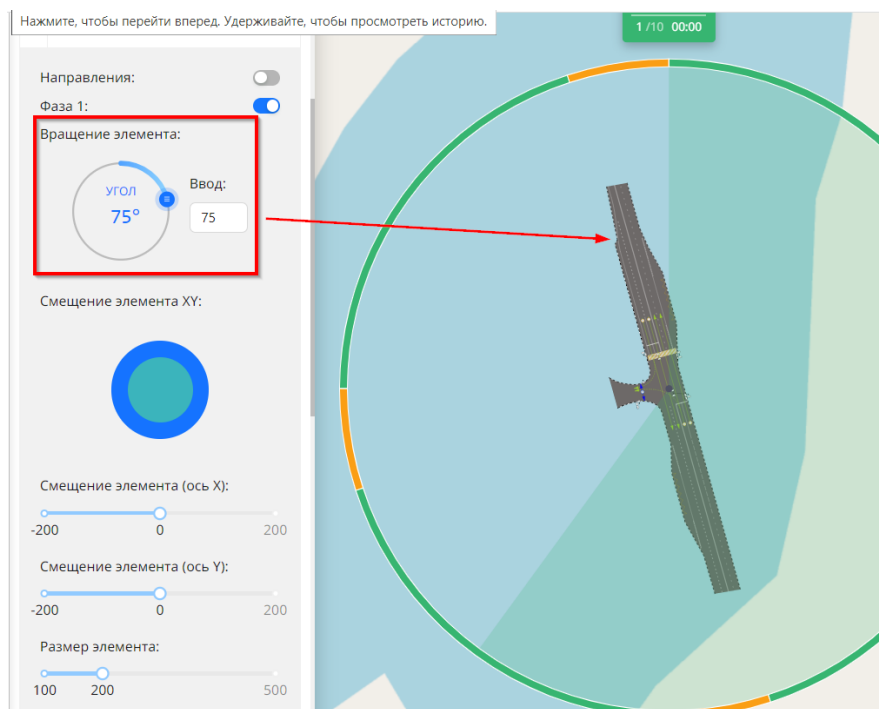 Нажмите, чтобы перейти вперед. Удерживайте, чтобы просмотреть историю.
1 /10 00:00
Направления:
Фаза 1:
Вращение элемента:
УГОЛ
75°
Ввод:
75
Смещение элемента XY:
Смещение элемента (ось X):
-200 0 200
Смещение элемента (ось Y):
-200 0 200
Размер элемента:
100 200 500